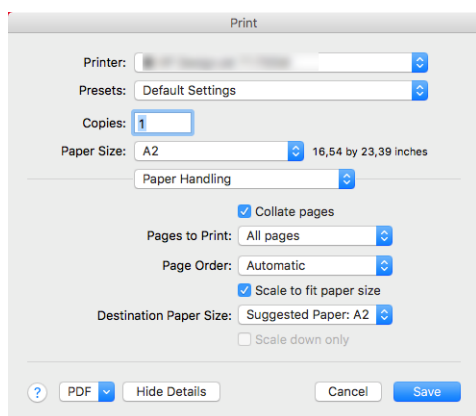 Print
Printer:
Presets: Default Settings
Copies: 1
Paper Size: A2 16,54 by 23,39 inches
Paper Handling
Collate pages
Pages to Print: All pages
Page Order: Automatic
Scale to fit paper size
Destination Paper Size: Suggested Paper: A2
Scale down only
? PDF Hide Details Cancel Save